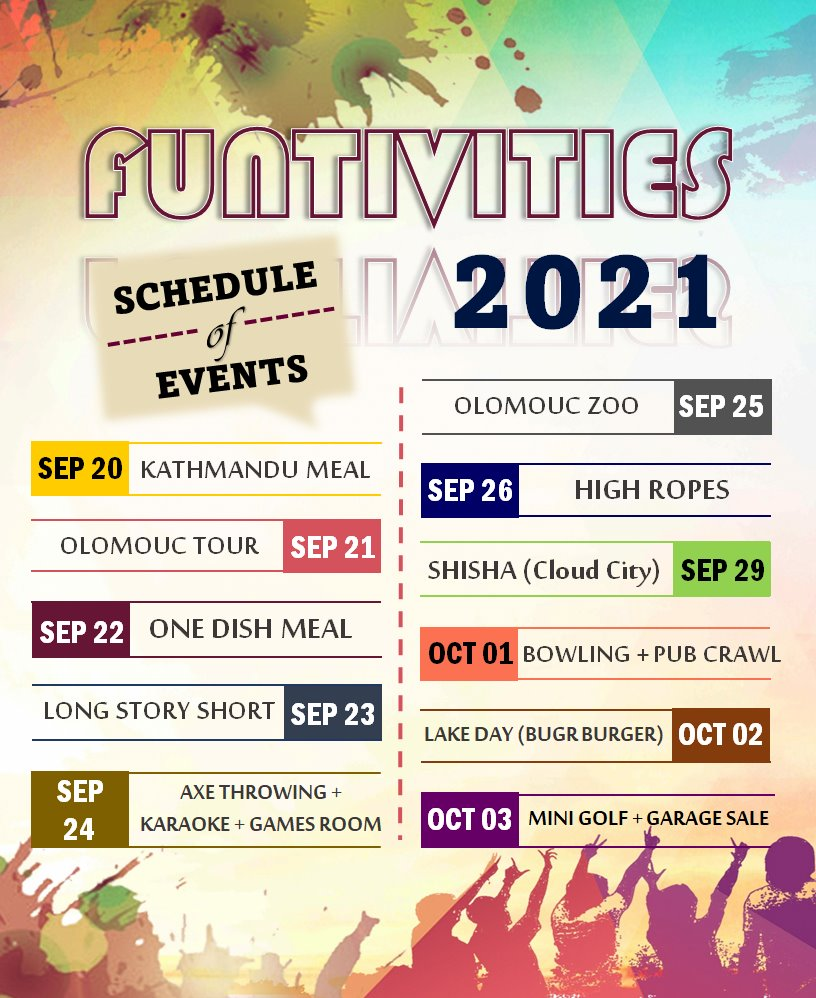 FUNTIVITIES
SCHEDULE
of
EVENTS
2021
SEP 20 KATHMANDU MEAL
OLOMOUC TOUR SEP 21
SEP 22 ONE DISH MEAL
LONG STORY SHORT SEP 23
SEP
24
AXE THROWING +
KARAOKE + GAMES ROOM
OLOMOUC ZOO SEP 25
SEP 26 HIGH ROPES
SHISHA (Cloud City) SEP 29
OCT 01 BOWLING + PUB CRAWL
LAKE DAY (BUGR BURGER) OCT 02
OCT 03 MINI GOLF + GARAGE SALE